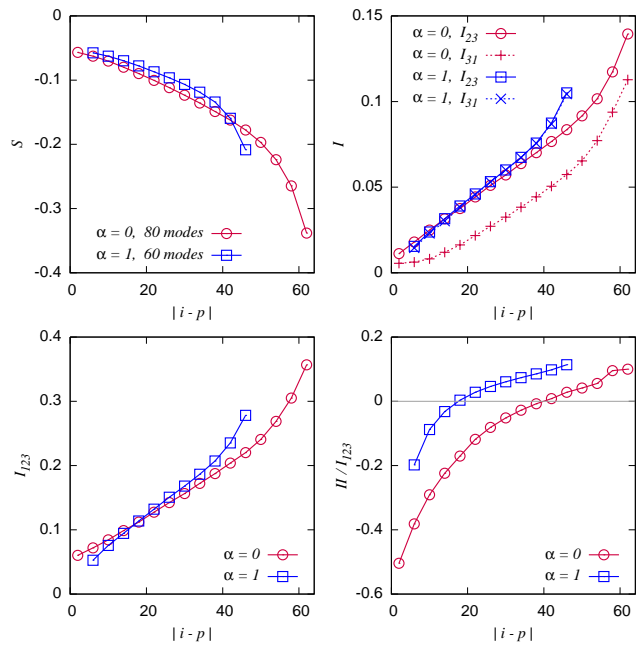 0
-0.1
-0.2
-0.3
-0.4
S
α = 0, 80 modes
α = 1, 60 modes
0 20 40 60
| i - p |
0.15
0.1
0.05
0
I
α = 0, I23
α = 0, I31
α = 1, I23
α = 1, I31
0 20 40 60
| i - p |
0.4
0.3
0.2
0.1
0
I123
α = 0
α = 1
0 20 40 60
| i - p |
0.2
0
-0.2
-0.4
-0.6
II / I123
α = 0
α = 1
0 20 40 60
| i - p |